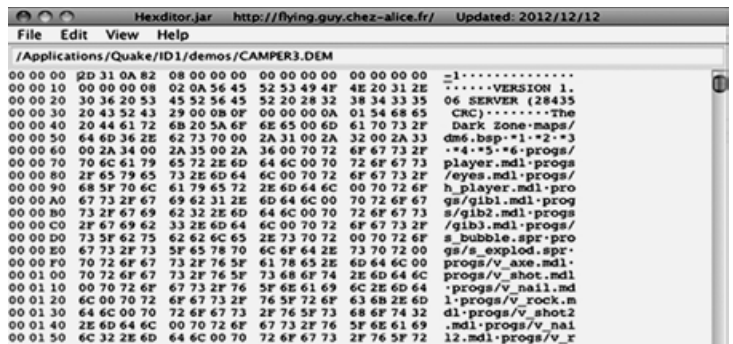 Hexditor.jar http://flying.guy.chez-alice.fr/ Updated: 2012/12/12
File Edit View Help
/Applications/Quake/ID1/demos/CAMPER3.DEM
00 00 00 2D 31 0A 82 08 00 00 00 00 00 00 00 00 00 00 00 -1··············
00 00 10 00 00 00 08 02 0A 56 45 52 53 49 4F 4E 20 31 2E ······VERSION 1.
00 00 20 30 36 20 53 45 52 56 45 52 20 28 32 38 34 33 35 06 SERVER (28435
00 00 30 20 43 52 43 29 00 0B 0F 00 00 00 0A 01 54 68 65 CRC)········The
00 00 40 20 44 61 72 6B 20 5A 6F 6E 65 00 6D 61 70 73 2F Dark Zone·maps/
00 00 50 64 6D 36 2E 62 73 70 00 2A 31 00 2A 32 00 2A 33 dm6.bsp·*1·*2·*3
00 00 60 00 2A 34 00 2A 35 00 2A 36 00 70 72 6F 67 73 2F ·*4·*5·*6·progs/
00 00 70 70 6C 61 79 65 72 2E 6D 64 6C 00 70 72 6F 67 73 player.mdl·progs
00 00 80 2F 65 79 65 73 2E 6D 64 6C 00 70 72 6F 67 73 2F /eyes.mdl·progs/
00 00 90 68 5F 70 6C 61 79 65 72 2E 6D 64 6C 00 70 72 6F h_player.mdl·pro
00 00 A0 67 73 2F 67 69 62 31 2E 6D 64 6C 00 70 72 6F 67 gs/gib1.mdl·prog
00 00 B0 73 2F 67 69 62 32 2E 6D 64 6C 00 70 72 6F 67 73 s/gib2.mdl·progs
00 00 C0 2F 67 69 62 33 2E 6D 64 6C 00 70 72 6F 67 73 2F /gib3.mdl·progs/
00 00 D0 73 5F 62 75 62 62 6C 65 2E 73 70 72 00 70 72 6F s_bubble.spr·pro
00 00 E0 67 73 2F 73 5F 65 78 70 6C 6F 64 2E 73 70 72 00 gs/s_explod.spr·
00 00 F0 70 72 6F 67 73 2F 76 5F 61 78 65 2E 6D 64 6C 00 progs/v_axe.mdl·
00 01 00 70 72 6F 67 73 2F 76 5F 73 68 6F 74 2E 6D 64 6C progs/v_shot.mdl
00 01 10 00 70 72 6F 67 73 2F 76 5F 6E 61 69 6C 2E 6D 64 ·progs/v_nail.md
00 01 20 6C 00 70 72 6F 67 73 2F 76 5F 72 6F 63 6B 2E 6D l·progs/v_rock.m
00 01 30 64 6C 00 70 72 6F 67 73 2F 76 5F 73 68 6F 74 32 dl·progs/v_shot2
00 01 40 2E 6D 64 6C 00 70 72 6F 67 73 2F 76 5F 6E 61 69 .mdl·progs/v_nai
00 01 50 6C 32 2E 6D 64 6C 00 70 72 6F 67 73 2F 76 5F 72 l2.mdl·progs/v_r